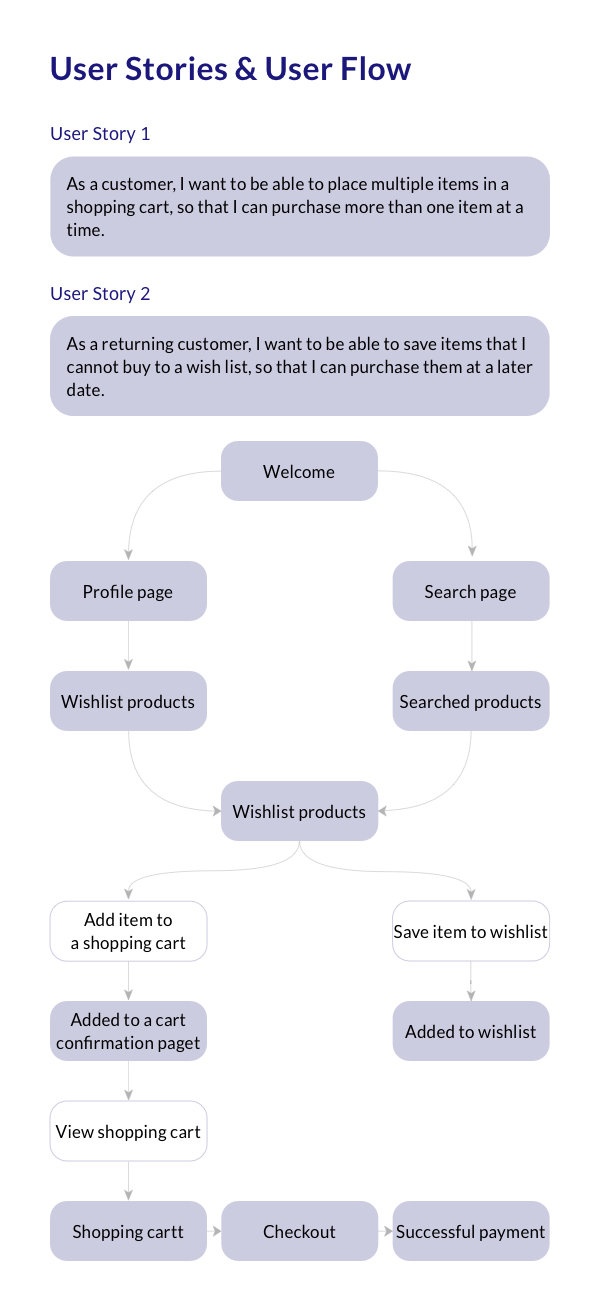 User Stories & User Flow
User Story 1
As a customer, I want to be able to place multiple items in a
shopping cart, so that I can purchase more than one item at a
time.
User Story 2
As a returning customer, I want to be able to save items that I
cannot buy to a wish list, so that I can purchase them at a later
date.
Welcome
Profile page
Search page
Wishlist products
Searched products
Wishlist products
Add item to
a shopping cart
Save item to wishlist
Added to a cart
confirmation paget
Added to wishlist
View shopping cart
Shopping cartt
Checkout
Successful payment